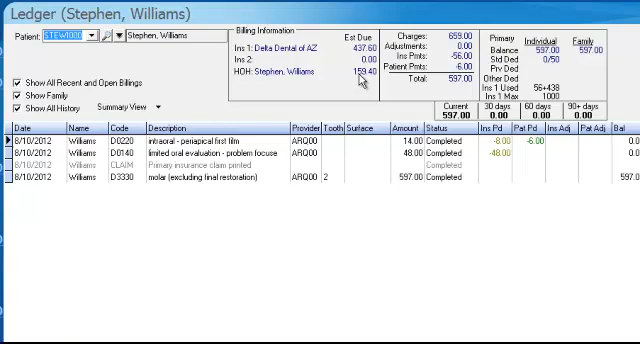 Ledger (Stephen, Williams)
Patient: STEW1000 Stephen, Williams
Show All Recent and Open Billings
Show Family
Show All History Summary View
Billing Information
Est Due
Ins 1: Delta Dental of AZ 437.60
Ins 2: 0.00
HOH: Stephen, Williams 159.40
Charges: 659.00
Adjustments: 0.00
Ins Pmts: -56.00
Patient Pmts: -6.00
Total: 597.00
Primary Individual Family
Balance 597.00 597.00
Std Ded 0/50
Prv Ded
Other Ded
Ins 1 Used 56+438
Ins 1 Max 1000
Current 30 days 60 days 90+ days
597.00 0.00 0.00 0.00
Date Name Code Description Provider Tooth Surface Amount Status Ins Pd Pat Pd Ins Adj Pat Adj Bal
8/10/2012 Williams D0220 intraoral - periapical first film ARQ00 14.00 Completed -8.00 -6.00 0.0
8/10/2012 Williams D0140 limited oral evaluation - problem focuse ARQ00 48.00 Completed -48.00 0.0
8/10/2012 Williams CLAIM Primary insurance claim printed
8/10/2012 Williams D3330 molar (excluding final restoration) ARQ00 2 597.00 Completed 597.0